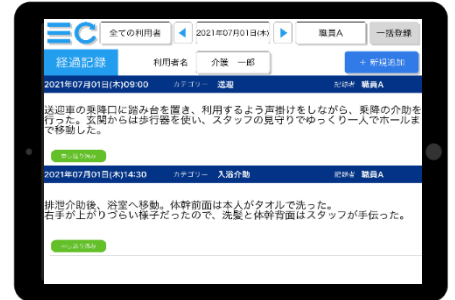 全ての利用者 2021年07月01日(木) 職員A 一括登録
経過記録 利用者名 介護 一郎 + 新規追加
2021年07月01日(木)09:00 カテゴリー 送迎 記録者 職員A
送迎車の乗降口に踏み台を置き、利用するよう声掛けをしながら、乗降の介助を
行った。玄関からは歩行器を使い、スタッフの見守りでゆっくり一人でホールま
で移動した。
申し送り済み
2021年07月01日(木)14:30 カテゴリー 入浴介助 記録者 職員A
排泄介助後、浴室へ移動。体幹前面は本人がタオルで洗った。
右手が上がりづらい様子だったので、洗髪と体幹背面はスタッフが手伝った。
申し送り済み